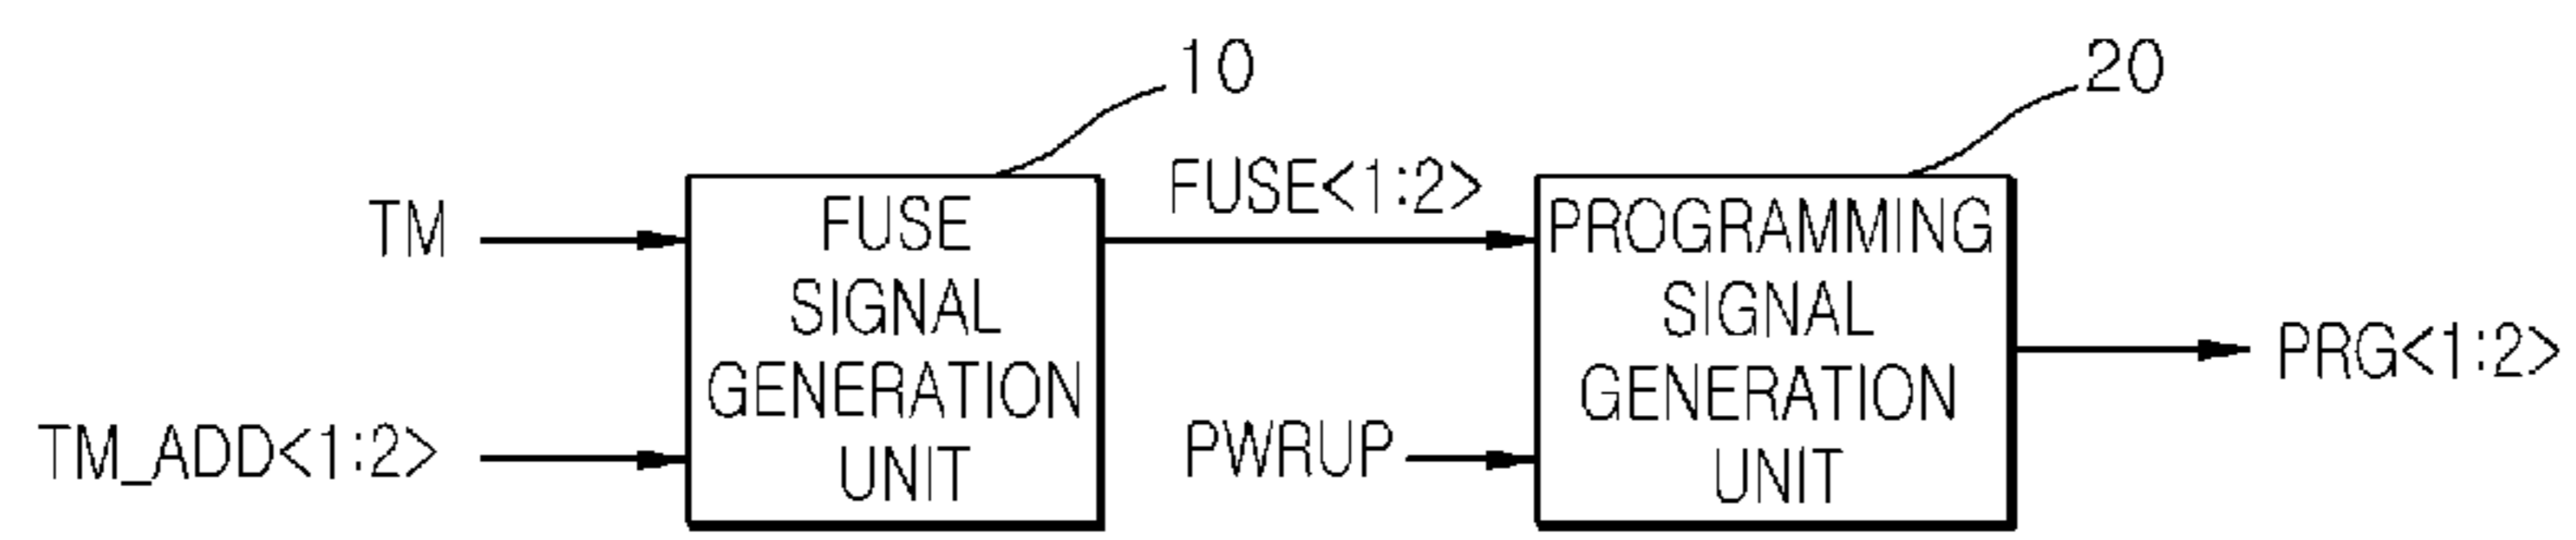 10
20
TM
FUSE
SIGNAL
GENERATION
UNIT
FUSE<1:2>
PROGRAMMING
SIGNAL
GENERATION
UNIT
TM_ADD<1:2>
PWRUP
PRG<1:2>